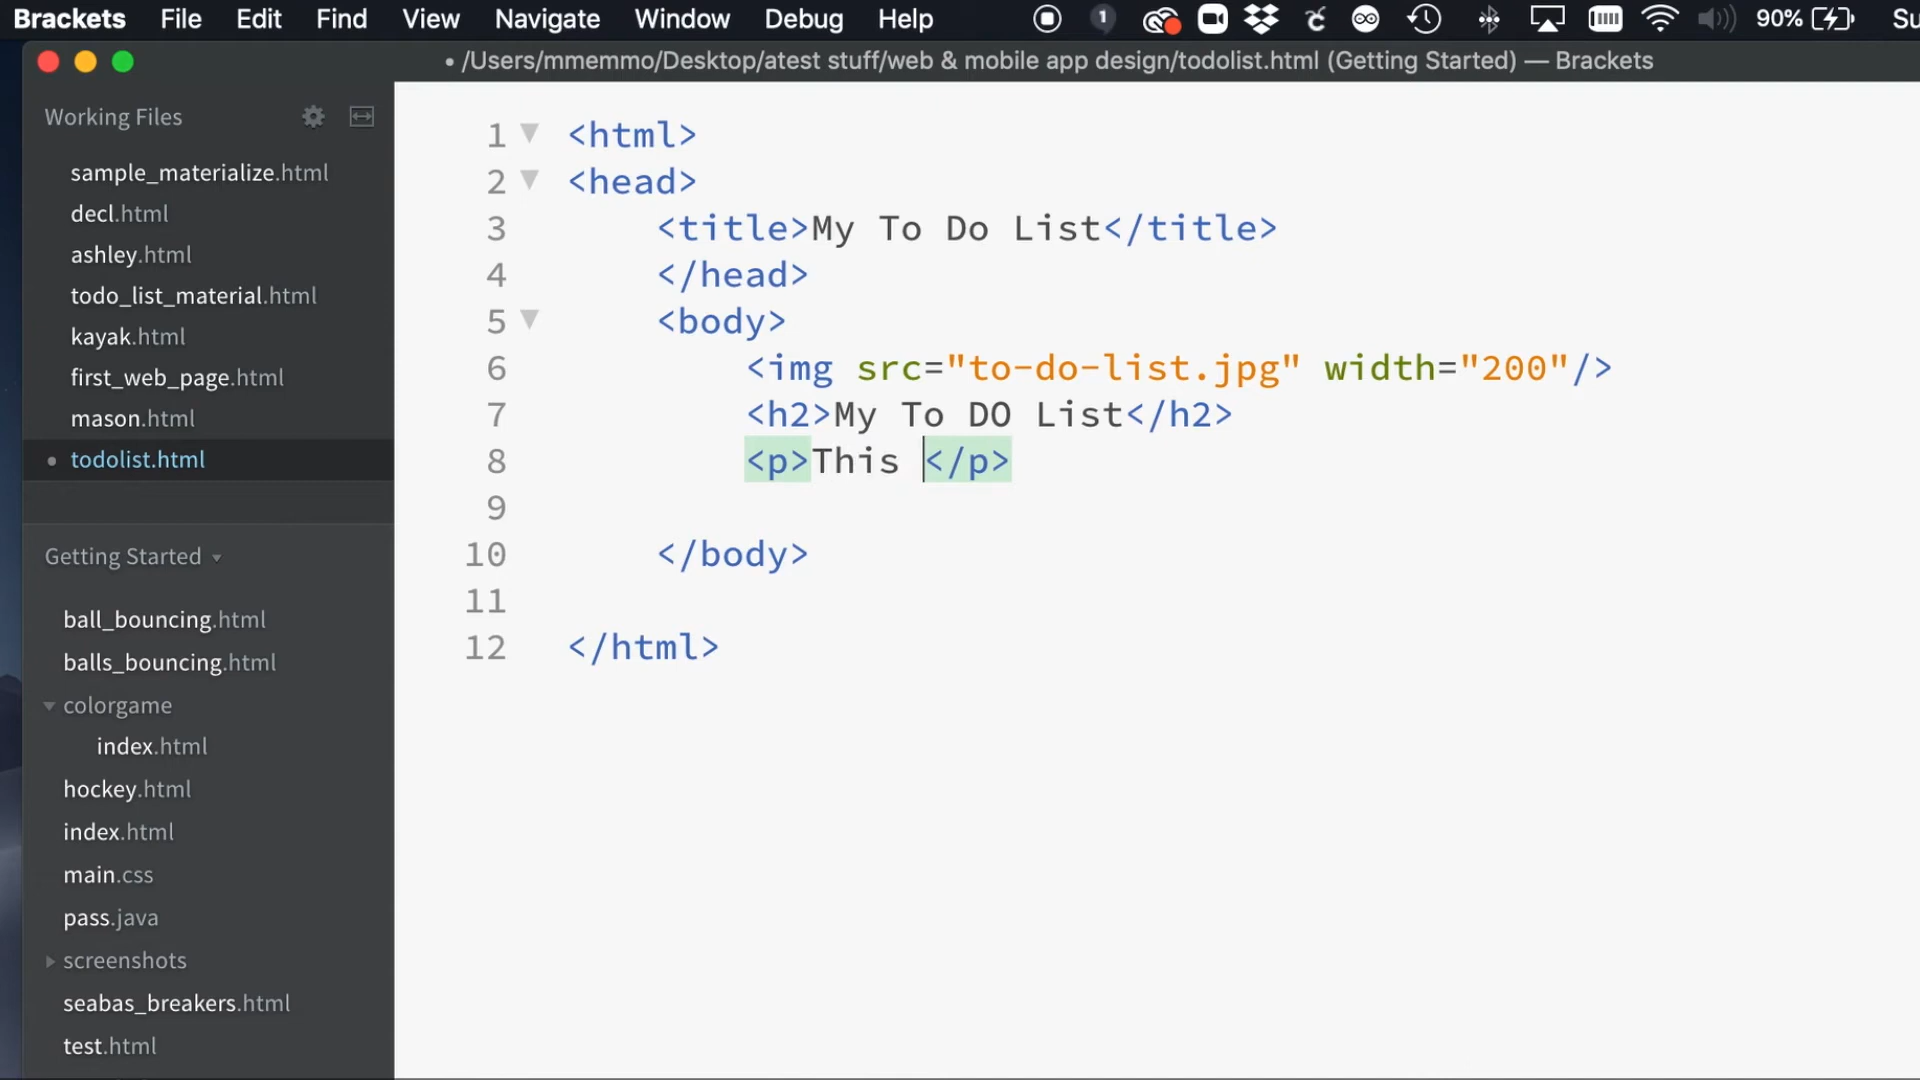 Brackets File Edit Find View Navigate Window Debug Help 1 90% Su
• /Users/mmemmo/Desktop/atest stuff/web & mobile app design/todolist.html (Getting Started) — Brackets
Working Files
sample_materialize.html
decl.html
ashley.html
todo_list_material.html
kayak.html
first_web_page.html
mason.html
• todolist.html
Getting Started
ball_bouncing.html
balls_bouncing.html
colorgame
index.html
hockey.html
index.html
main.css
pass.java
screenshots
seabas_breakers.html
test.html
1 <html>
2 <head>
3 <title>My To Do List</title>
4 </head>
5 <body>
6 <img src="to-do-list.jpg" width="200"/>
7 <h2>My To DO List</h2>
8 <p>This </p>
9
10 </body>
11
12 </html>